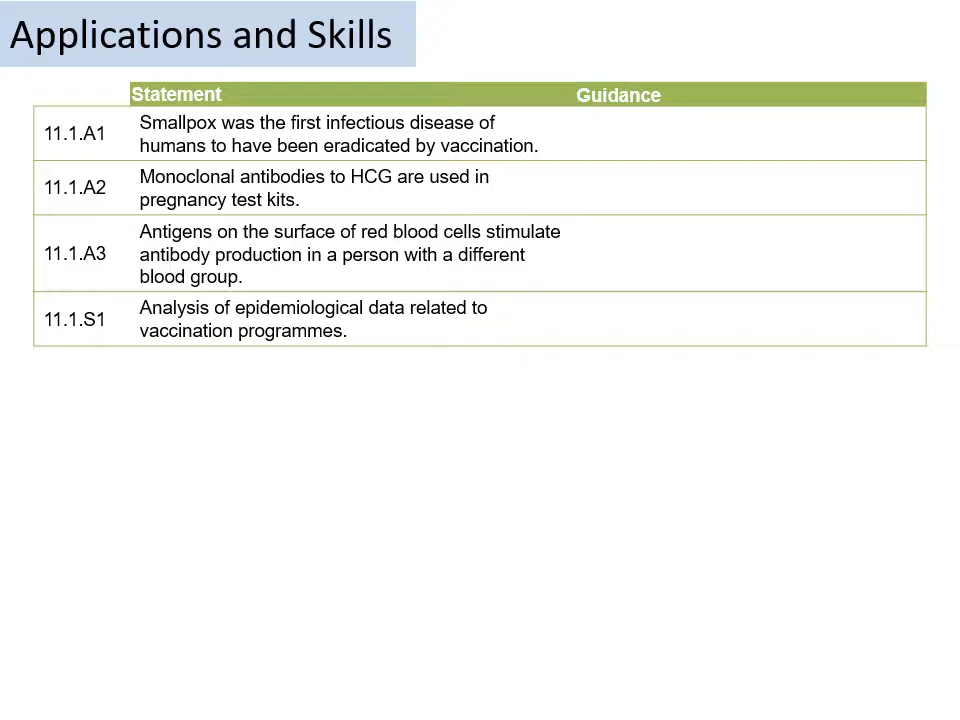 Applications and Skills
Statement Guidance
11.1.A1
Smallpox was the first infectious disease of
humans to have been eradicated by vaccination.
11.1.A2
Monoclonal antibodies to HCG are used in
pregnancy test kits.
11.1.A3
Antigens on the surface of red blood cells stimulate
antibody production in a person with a different
blood group.
11.1.S1
Analysis of epidemiological data related to
vaccination programmes.